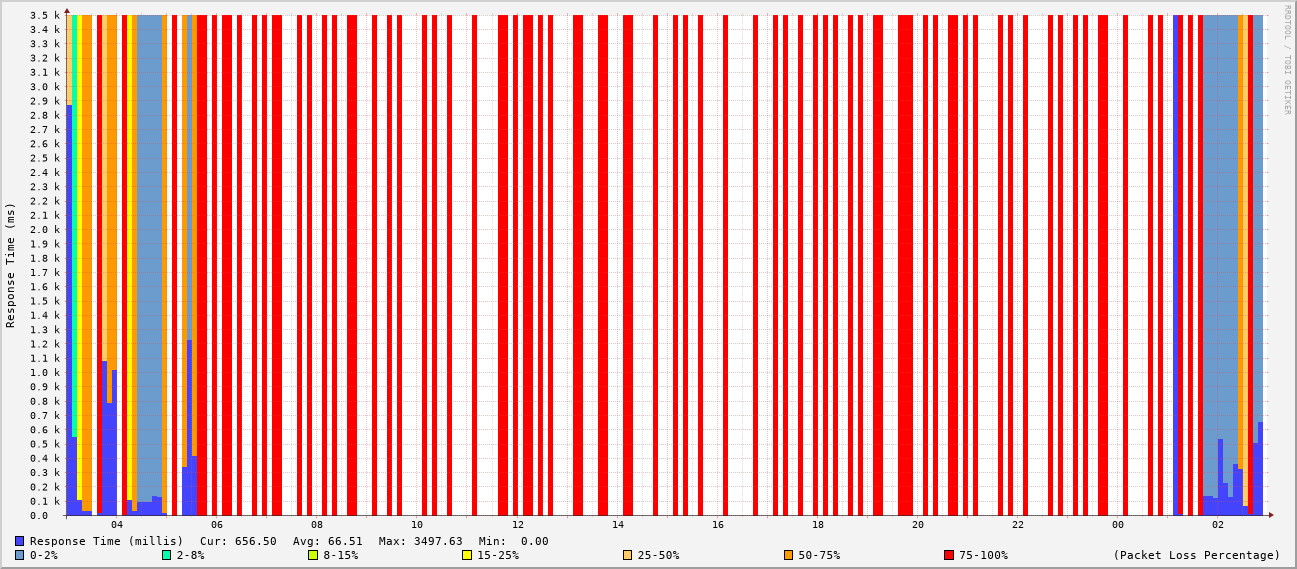 RRDTOOL / TOBI OETIKER
Response Time (ms)
3.5 k
3.4 k
3.3 k
3.2 k
3.1 k
3.0 k
2.9 k
2.8 k
2.7 k
2.6 k
2.5 k
2.4 k
2.3 k
2.2 k
2.1 k
2.0 k
1.9 k
1.8 k
1.7 k
1.6 k
1.5 k
1.4 k
1.3 k
1.2 k
1.1 k
1.0 k
0.9 k
0.8 k
0.7 k
0.6 k
0.5 k
0.4 k
0.3 k
0.2 k
0.1 k
0.0
04 06 08 10 12 14 16 18 20 22 00 02
Response Time (millis) Cur: 656.50 Avg: 66.51 Max: 3497.63 Min: 0.00
0-2% 2-8% 8-15% 15-25% 25-50% 50-75% 75-100% (Packet Loss Percentage)